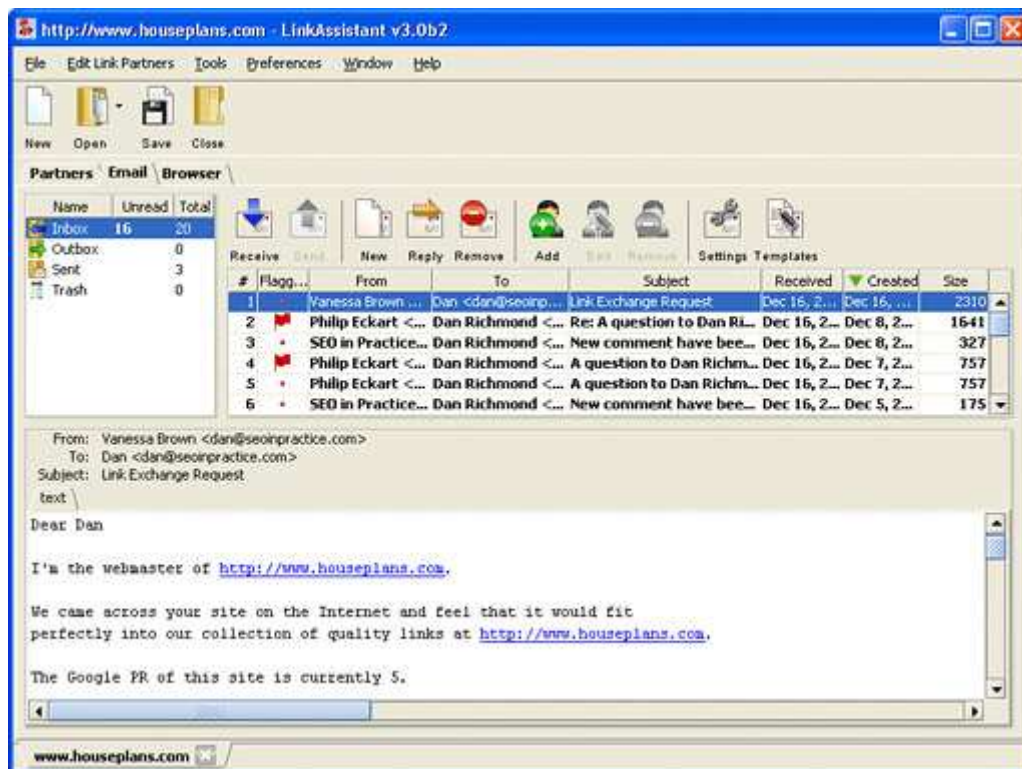 http://www.houseplans.com - LinkAssistant v3.0b2
File Edit Link Partners Tools Preferences Window Help
New Open Save Close
Partners Email Browser
Name Unread Total
Inbox 16 20
Outbox 0
Sent 3
Trash 0
Receive Send New Reply Remove Add Edit Remove Settings Templates
# Flagg... From To Subject Received Created Size
1 Vanessa Brown ... Dan <dan@seoinp... Link Exchange Request Dec 16, 2... Dec 16, ... 2310
2 Philip Eckart <... Dan Richmond <... Re: A question to Dan Ri... Dec 16, 2... Dec 8, 2... 1641
3 SEO in Practice... Dan Richmond <... New comment have bee... Dec 16, 2... Dec 8, 2... 327
4 Philip Eckart <... Dan Richmond <... A question to Dan Richm... Dec 16, 2... Dec 7, 2... 757
5 Philip Eckart <... Dan Richmond <... A question to Dan Richm... Dec 16, 2... Dec 7, 2... 757
6 SEO in Practice... Dan Richmond <... New comment have bee... Dec 16, 2... Dec 5, 2... 175
From: Vanessa Brown <dan@seoinpractice.com>
To: Dan <dan@seoinpractice.com>
Subject: Link Exchange Request
text
Dear Dan
I'm the webmaster of http://www.houseplans.com.
We came across your site on the Internet and feel that it would fit
perfectly into our collection of quality links at http://www.houseplans.com.
The Google PR of this site is currently 5.
www.houseplans.com